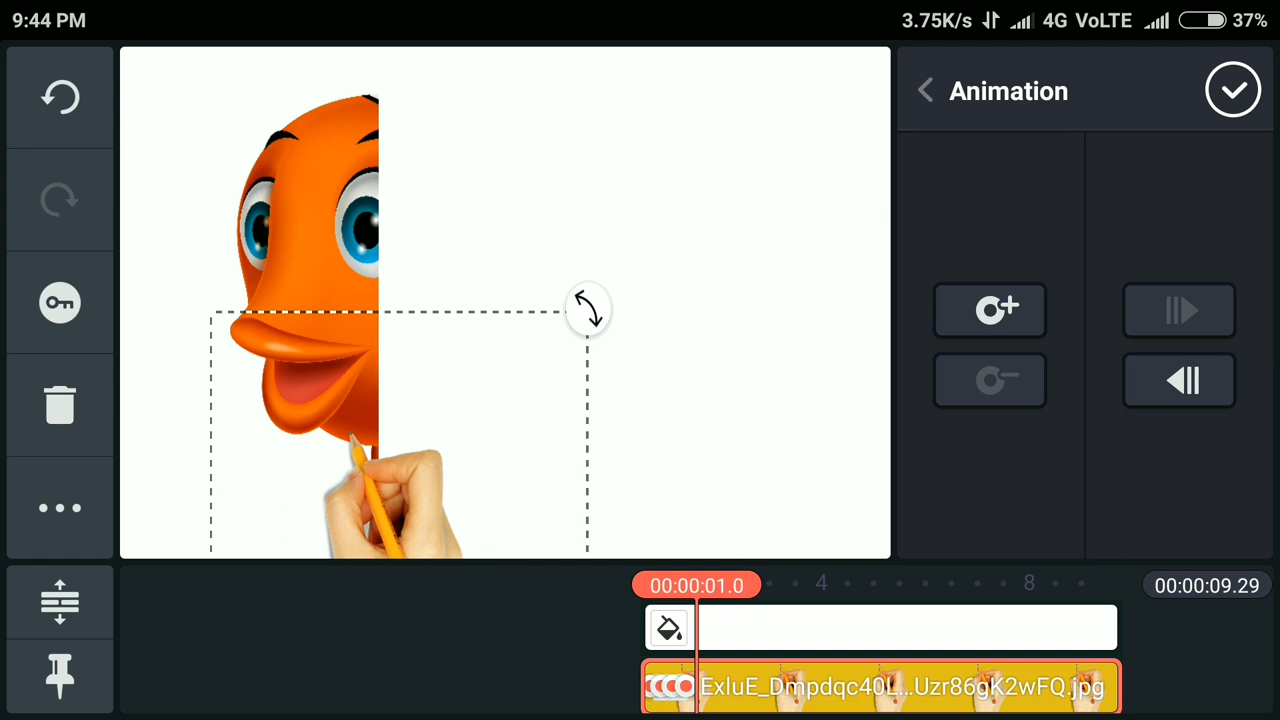 9:44 PM
3.75K/s 4G VoLTE 37%
Animation
00:00:01.0 4 8 00:00:09.29
ExluE_Dmpdqc40L...Uzr86gK2wFQ.jpg